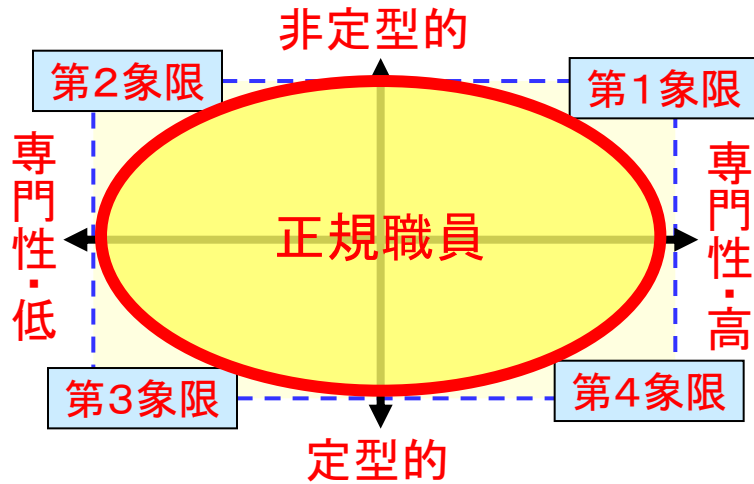 非定型的
第2象限
第1象限
専門性・低
正規職員
専門性・高
第3象限
第4象限
定型的